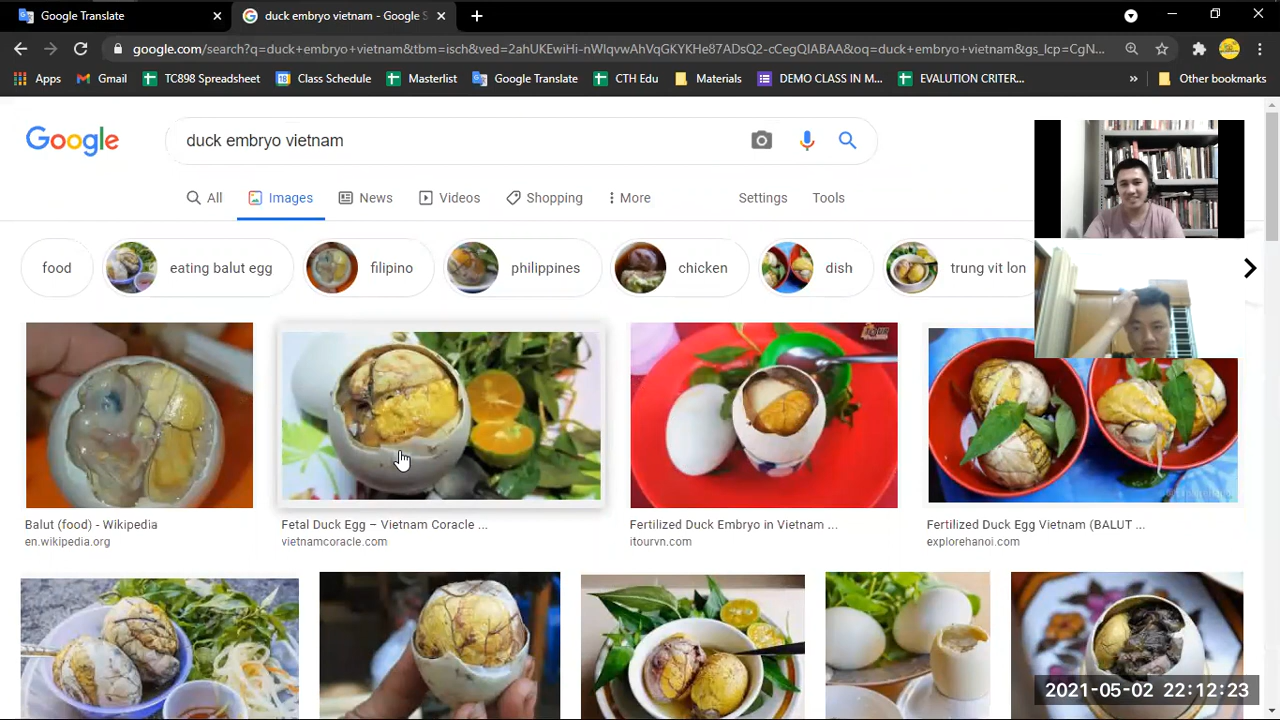 Google Translate
duck embryo vietnam - Google S
google.com/search?q=duck+embryo+vietnam&tbm=isch&ved=2ahUKEwiHi-nWlqvwAhVqGKYKHe87ADsQ2-cCegQIABAA&oq=duck+embryo+vietnam&gs_lcp=CgN...
Apps
Gmail
TC898 Spreadsheet
Class Schedule
Masterlist
Google Translate
CTH Edu
Materials
DEMO CLASS IN M...
EVALUTION CRITER...
Other bookmarks
Google
duck embryo vietnam
All
Images
News
Videos
Shopping
More
Settings
Tools
food
eating balut egg
filipino
philippines
chicken
dish
trung vit lon
Balut (food) - Wikipedia
en.wikipedia.org
Fetal Duck Egg – Vietnam Coracle ...
vietnamcoracle.com
Fertilized Duck Embryo in Vietnam ...
itourvn.com
Fertilized Duck Egg Vietnam (BALUT ...
explorehanoi.com
2021-05-02 22:12:23